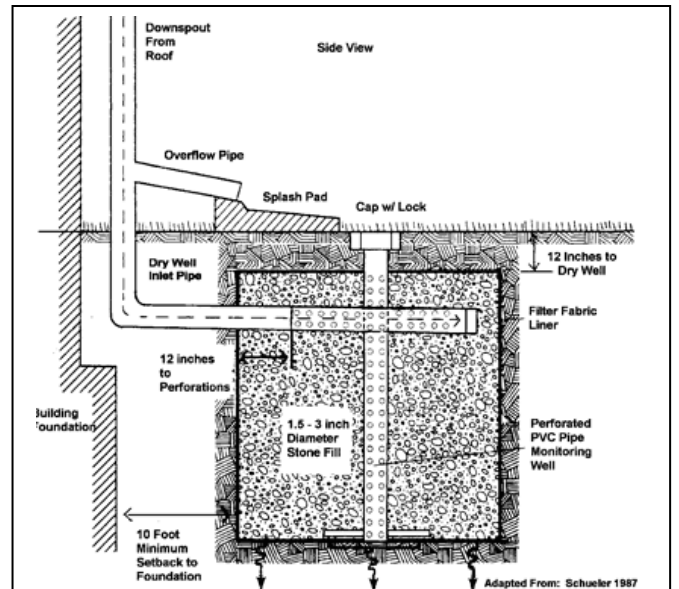 Downspout
From
Roof
Side View
Overflow Pipe
Splash Pad
Cap w/ Lock
Dry Well
Inlet Pipe
12 Inches to
Dry Well
Filter Fabric
Liner
12 inches
to
Perforations
Building
Foundation
1.5 - 3 inch
Diameter
Stone Fill
Perforated
PVC Pipe
Monitoring
Well
10 Foot
Minimum
Setback to
Foundation
Adapted From: Schueler 1987